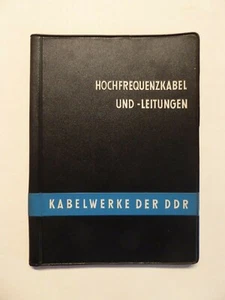 HOCHFREQUENZKABEL
UND -LEITUNGEN
KABELWERKE DER DDR